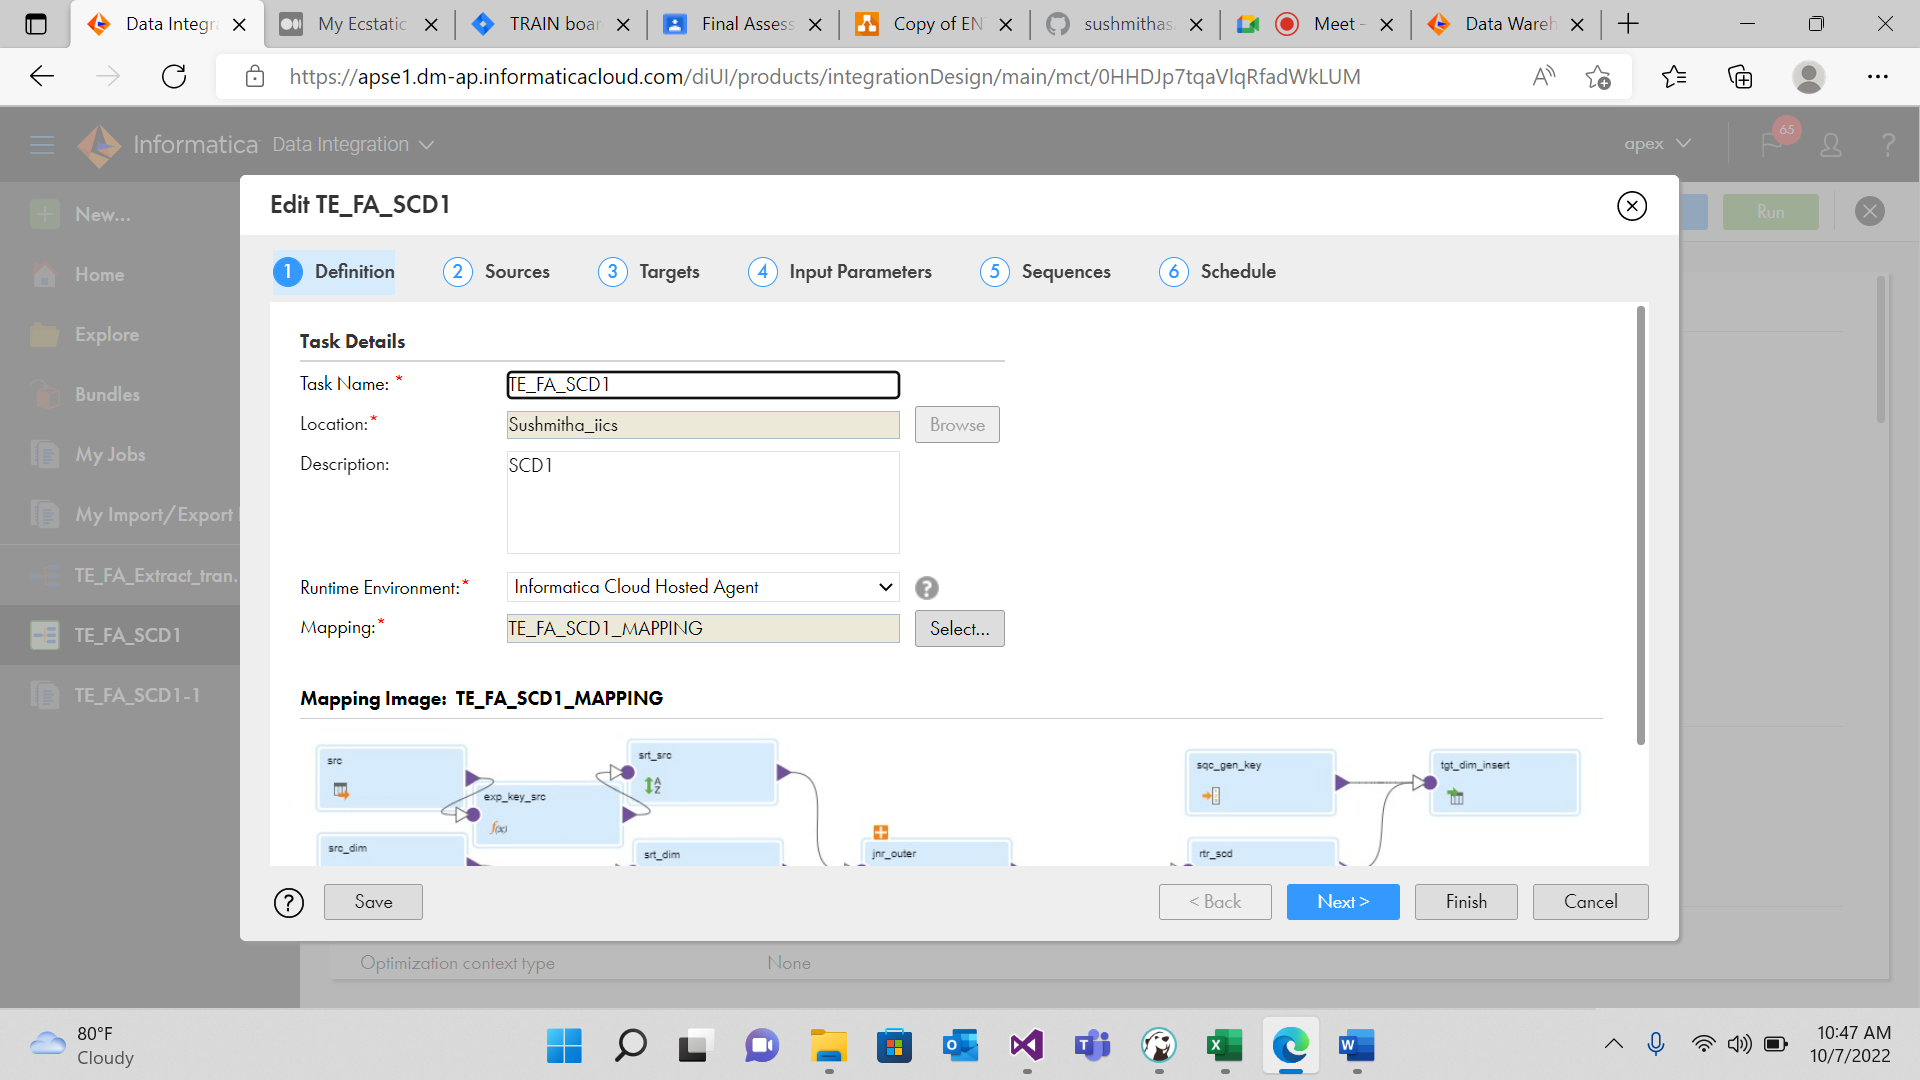 Data Integra
My Ecstatic
TRAIN boar
Final Assess
Copy of EN
sushmithas
Meet -
Data Wareh
https://apse1.dm-ap.informaticacloud.com/diUI/products/integrationDesign/main/mct/0HHDJp7tqaVlqRfadWkLUM
Informatica Data Integration
apex
65
?
New...
Home
Explore
Bundles
My Jobs
My Import/Export
TE_FA_Extract_tran...
TE_FA_SCD1
TE_FA_SCD1-1
Run
Edit TE_FA_SCD1
1 Definition
2 Sources
3 Targets
4 Input Parameters
5 Sequences
6 Schedule
Task Details
Task Name: * TE_FA_SCD1
Location:* Sushmitha_iics Browse
Description: SCD1
Runtime Environment:* Informatica Cloud Hosted Agent ?
Mapping:* TE_FA_SCD1_MAPPING Select...
Mapping Image: TE_FA_SCD1_MAPPING
src
exp_key_src
f(x)
srt_src
A
Z
sqc_gen_key
tgt_dim_insert
src_dim
srt_dim
jnr_outer
rtr_scd
? Save < Back Next > Finish Cancel
Optimization context type None
80°F
Cloudy
10:47 AM
10/7/2022